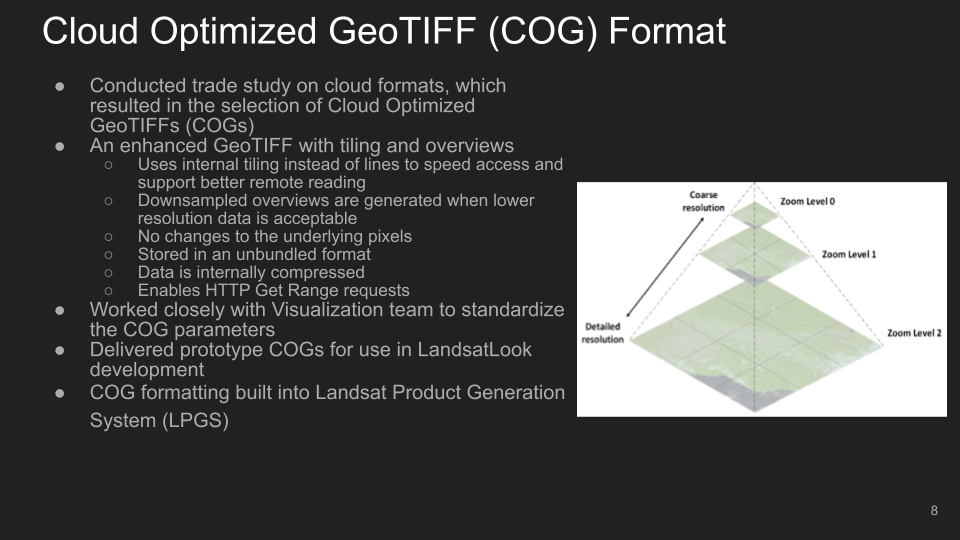 Cloud Optimized GeoTIFF (COG) Format
● Conducted trade study on cloud formats, which
resulted in the selection of Cloud Optimized
GeoTIFFs (COGs)
● An enhanced GeoTIFF with tiling and overviews
○ Uses internal tiling instead of lines to speed access and
support better remote reading
○ Downsampled overviews are generated when lower
resolution data is acceptable
○ No changes to the underlying pixels
○ Stored in an unbundled format
○ Data is internally compressed
○ Enables HTTP Get Range requests
● Worked closely with Visualization team to standardize
the COG parameters
● Delivered prototype COGs for use in LandsatLook
development
● COG formatting built into Landsat Product Generation
System (LPGS)
Coarse
resolution
Zoom Level 0
Zoom Level 1
Detailed
resolution
Zoom Level 2
8